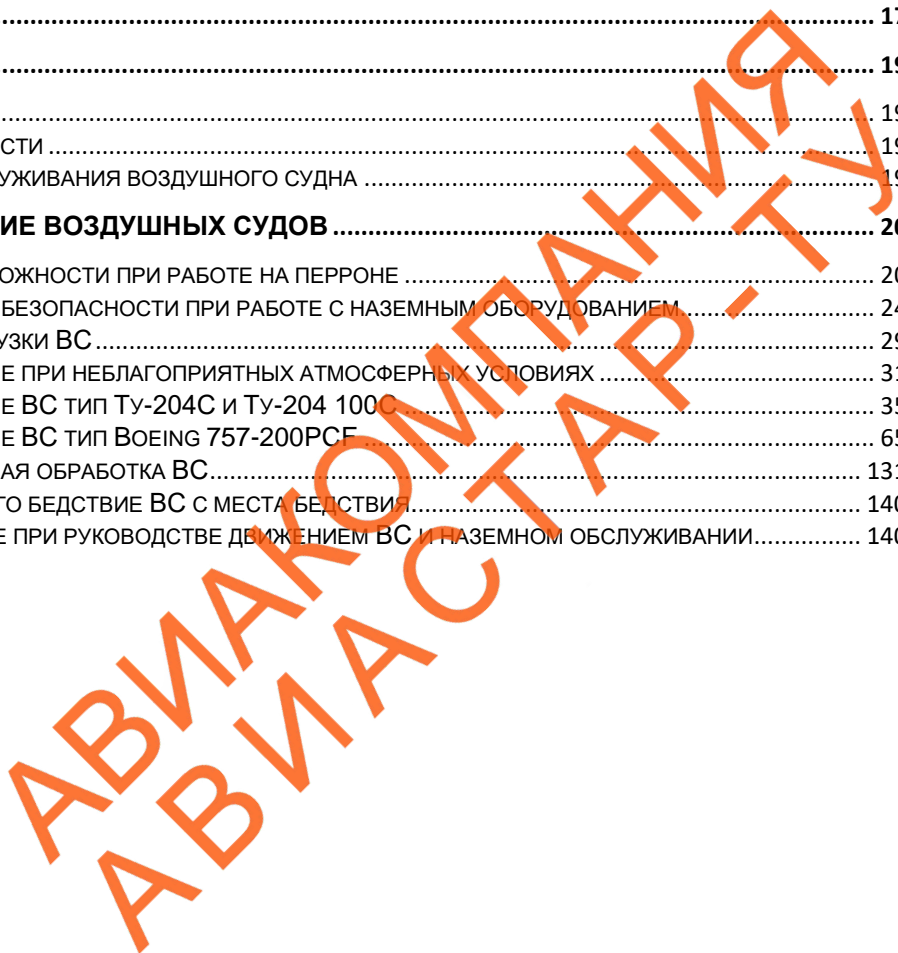 17
19
19
СТИ 19
УЖИВАНИЯ ВОЗДУШНОГО СУДНА 19
ИЕ ВОЗДУШНЫХ СУДОВ 20
ОЖНОСТИ ПРИ РАБОТЕ НА ПЕРРОНЕ 20
БЕЗОПАСНОСТИ ПРИ РАБОТЕ С НАЗЕМНЫМ ОБОРУДОВАНИЕМ 24
УЗКИ ВС 29
Е ПРИ НЕБЛАГОПРИЯТНЫХ АТМОСФЕРНЫХ УСЛОВИЯХ 31
Е ВС ТИП ТУ-204С И ТУ-204 100С 35
Е ВС ТИП BOEING 757-200PCF 65
АЯ ОБРАБОТКА ВС 131
ГО БЕДСТВИЕ ВС С МЕСТА БЕДСТВИЯ 140
Е ПРИ РУКОВОДСТВЕ ДВИЖЕНИЕМ ВС И НАЗЕМНОМ ОБСЛУЖИВАНИИ 140
АВИАКОМПАНИЯ
АВИАСТАР-ТУ